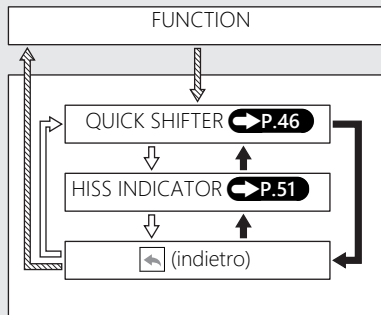 FUNCTION
QUICK SHIFTER P.46
HISS INDICATOR P.51
(indietro)